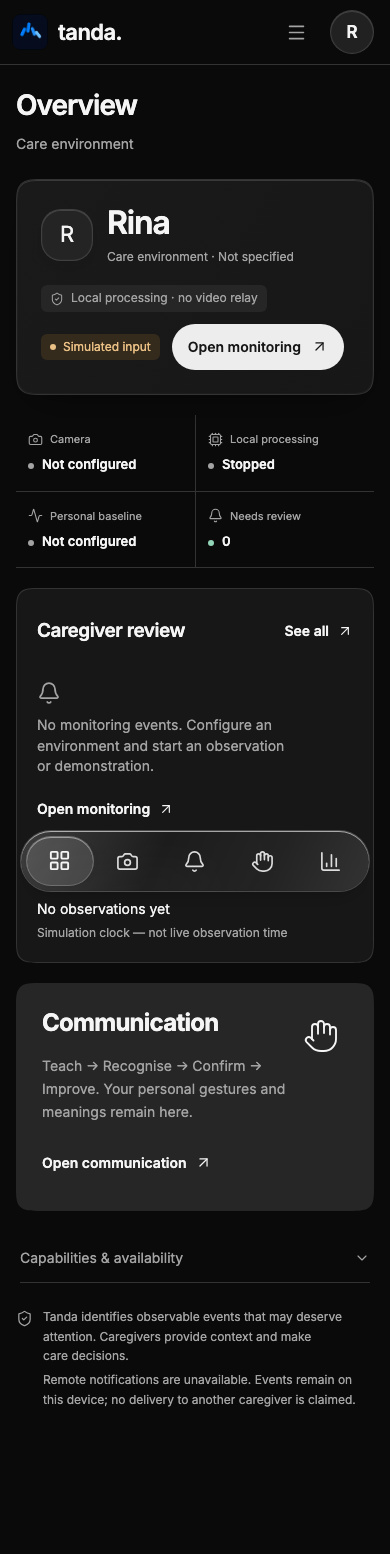 tanda.
R
Overview
Care environment
R
Rina
Care environment · Not specified
Local processing · no video relay
Simulated input
Open monitoring
Camera
Not configured
Local processing
Stopped
Personal baseline
Not configured
Needs review
0
Caregiver review
See all
No monitoring events. Configure an
environment and start an observation
or demonstration.
Open monitoring
No observations yet
Simulation clock — not live observation time
Communication
Teach → Recognise → Confirm →
Improve. Your personal gestures and
meanings remain here.
Open communication
Capabilities & availability
Tanda identifies observable events that may deserve
attention. Caregivers provide context and make
care decisions.
Remote notifications are unavailable. Events remain on
this device; no delivery to another caregiver is claimed.